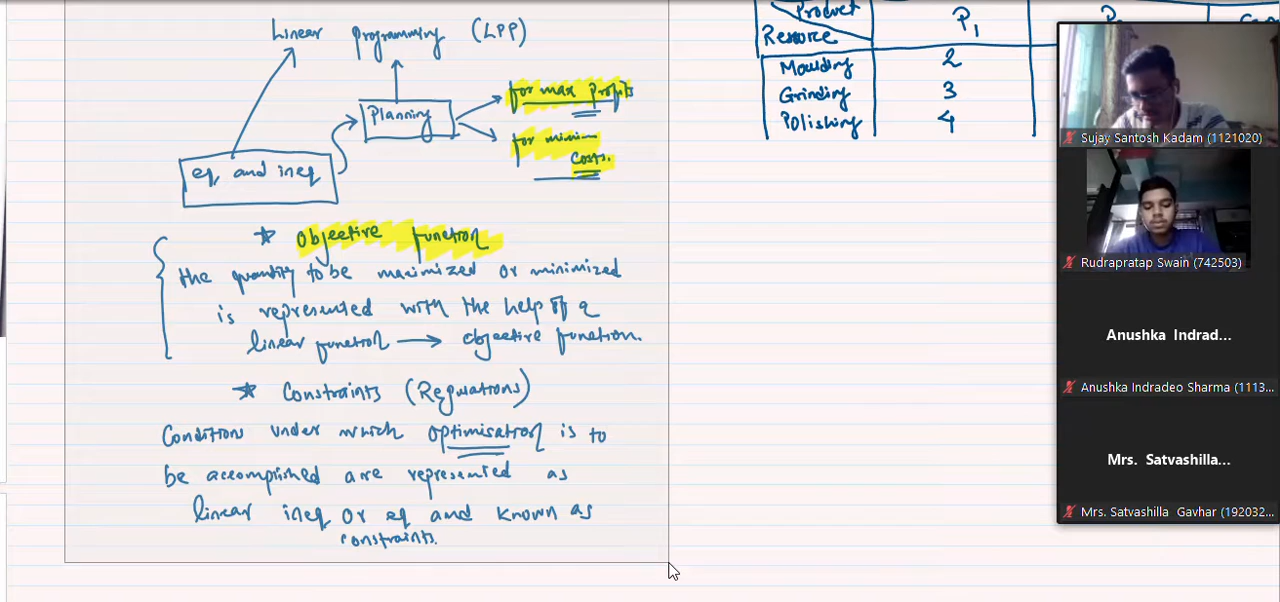 Linear programming (LPP)
Planning
for max profits
for minim
costs.
eq and ineq
★ Objective function
the quantity to be maximized or minimized
is represented with the help of a
linear function → objective function.
★ Constraints (Regulations)
Condition under which optimisation is to
be accomplished are represented as
linear ineq or eq and known as
constraints.
Product
Resource
P1
Moulding 2
Grinding 3
Polishing 4
Sujay Santosh Kadam (1121020)
Rudrapratap Swain (742503)
Anushka Indrad...
Anushka Indradeo Sharma (1113...
Mrs. Satvashilla...
Mrs. Satvashilla Gavhar (192032...